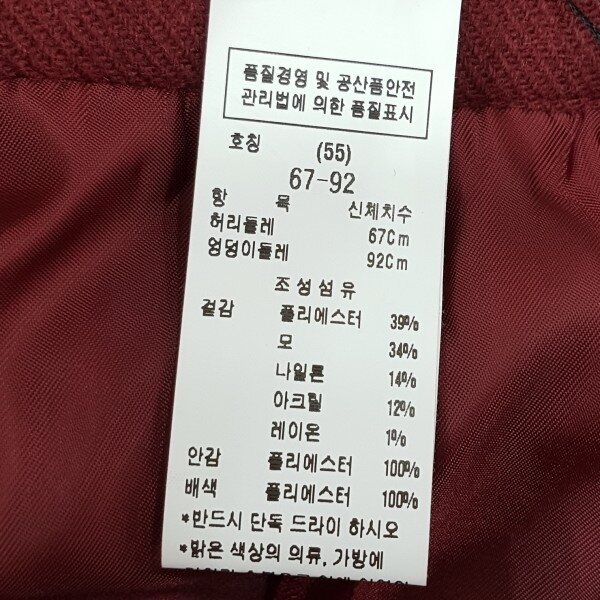 품질경영 및 공산품안전
관리법에 의한 품질표시
호칭 (55)
67-92
항 목 신체치수
허리둘레 67Cm
엉덩이둘레 92Cm
조성섬유
겉감 폴리에스터 39%
모 34%
나일론 14%
아크릴 12%
레이온 1%
안감 폴리에스터 100%
배색 폴리에스터 100%
*반드시 단독 드라이 하시오
*밝은 색상의 의류, 가방에